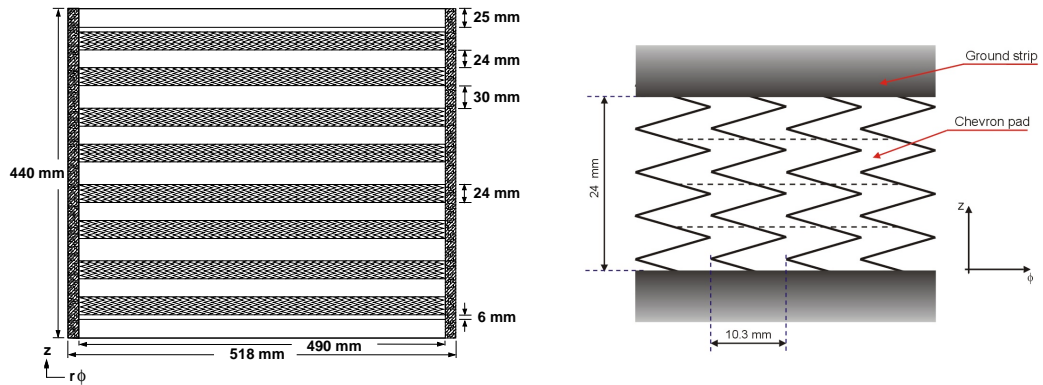 25 mm
24 mm
30 mm
440 mm
24 mm
6 mm
490 mm
518 mm
z
r ϕ
Ground strip
Chevron pad
24 mm
z
ϕ
10.3 mm